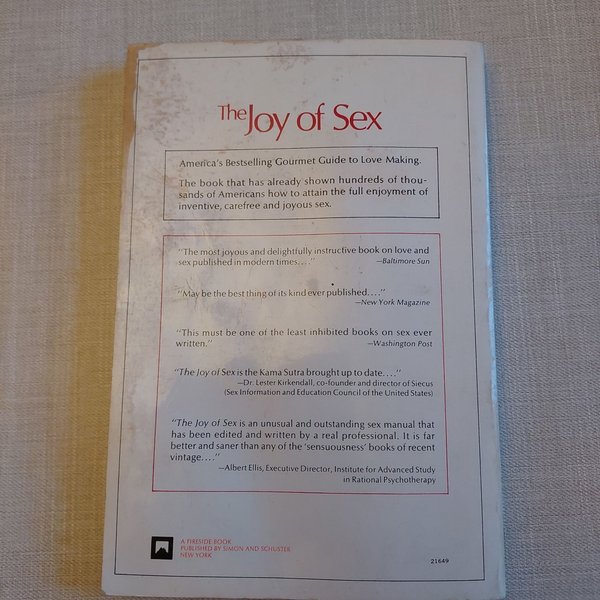 The Joy of Sex
America's Bestselling Gourmet Guide to Love Making.
The book that has already shown hundreds of thou-
sands of Americans how to attain the full enjoyment of
inventive, carefree and joyous sex.
"The most joyous and delightfully instructive book on love and
sex published in modern times...." —Baltimore Sun
"May be the best thing of its kind ever published...."
—New York Magazine
"This must be one of the least inhibited books on sex ever
written." —Washington Post
"The Joy of Sex is the Kama Sutra brought up to date...."
—Dr. Lester Kirkendall, co-founder and director of Siecus
(Sex Information and Education Council of the United States)
"The Joy of Sex is an unusual and outstanding sex manual that
has been edited and written by a real professional. It is far
better and saner than any of the 'sensuousness' books of recent
vintage...."
—Albert Ellis, Executive Director, Institute for Advanced Study
in Rational Psychotherapy
A FIRESIDE BOOK
PUBLISHED BY SIMON AND SCHUSTER
NEW YORK
21649